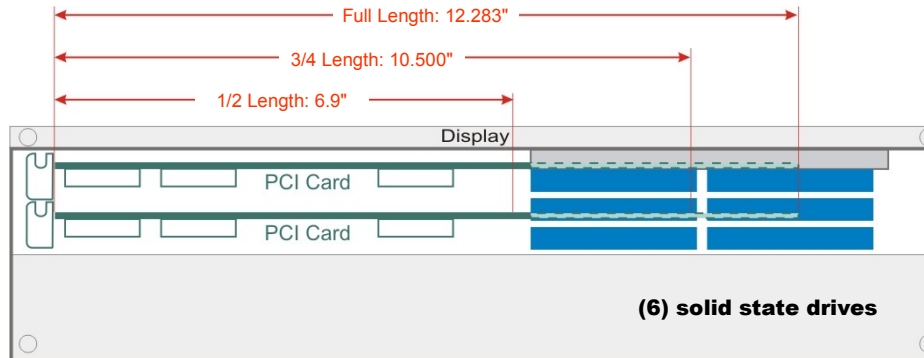 Full Length: 12.283"
3/4 Length: 10.500"
1/2 Length: 6.9"
Display
PCI Card
PCI Card
(6) solid state drives